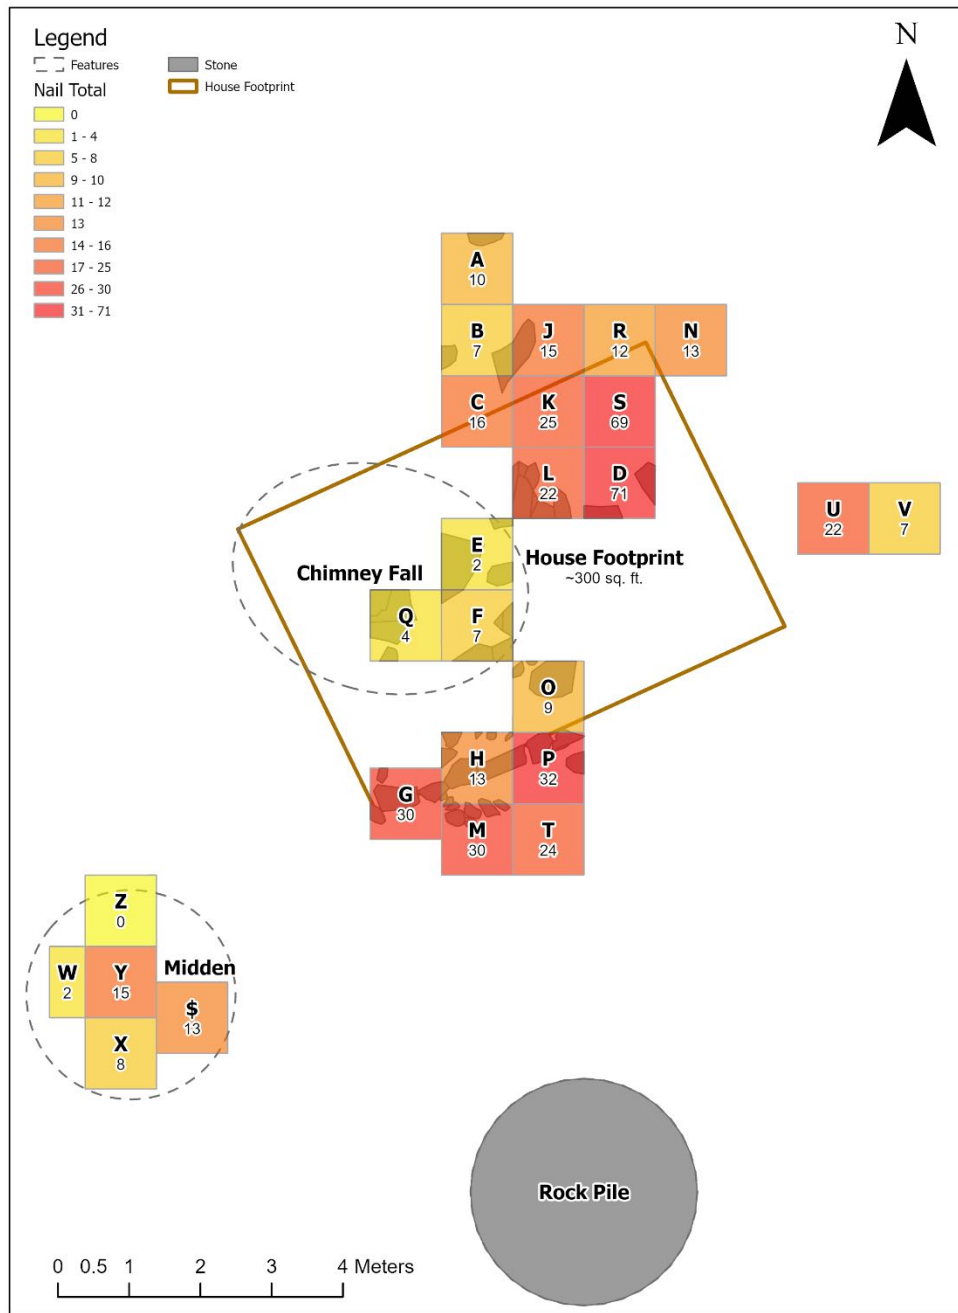 Legend
Features
Stone
House Footprint
Nail Total
0
1 - 4
5 - 8
9 - 10
11 - 12
13
14 - 16
17 - 25
26 - 30
31 - 71
N
A
10
B
7
J
15
R
12
N
13
C
16
K
25
S
69
L
22
D
71
U
22
V
7
E
2
House Footprint
~300 sq. ft.
Chimney Fall
Q
4
F
7
O
9
H
13
P
32
G
30
M
30
T
24
Z
0
W
2
Y
15
Midden
$
13
X
8
Rock Pile
0 0.5 1 2 3 4 Meters